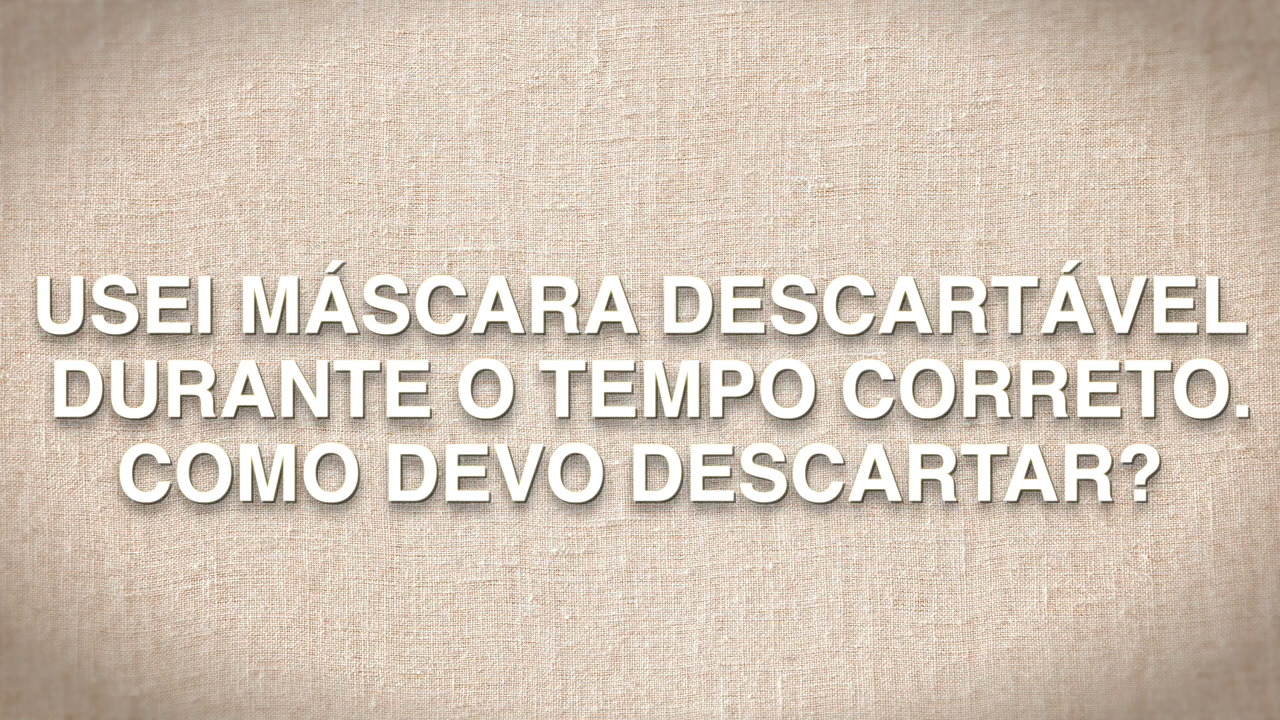 USEI MÁSCARA DESCARTÁVEL
DURANTE O TEMPO CORRETO.
COMO DEVO DESCARTAR?